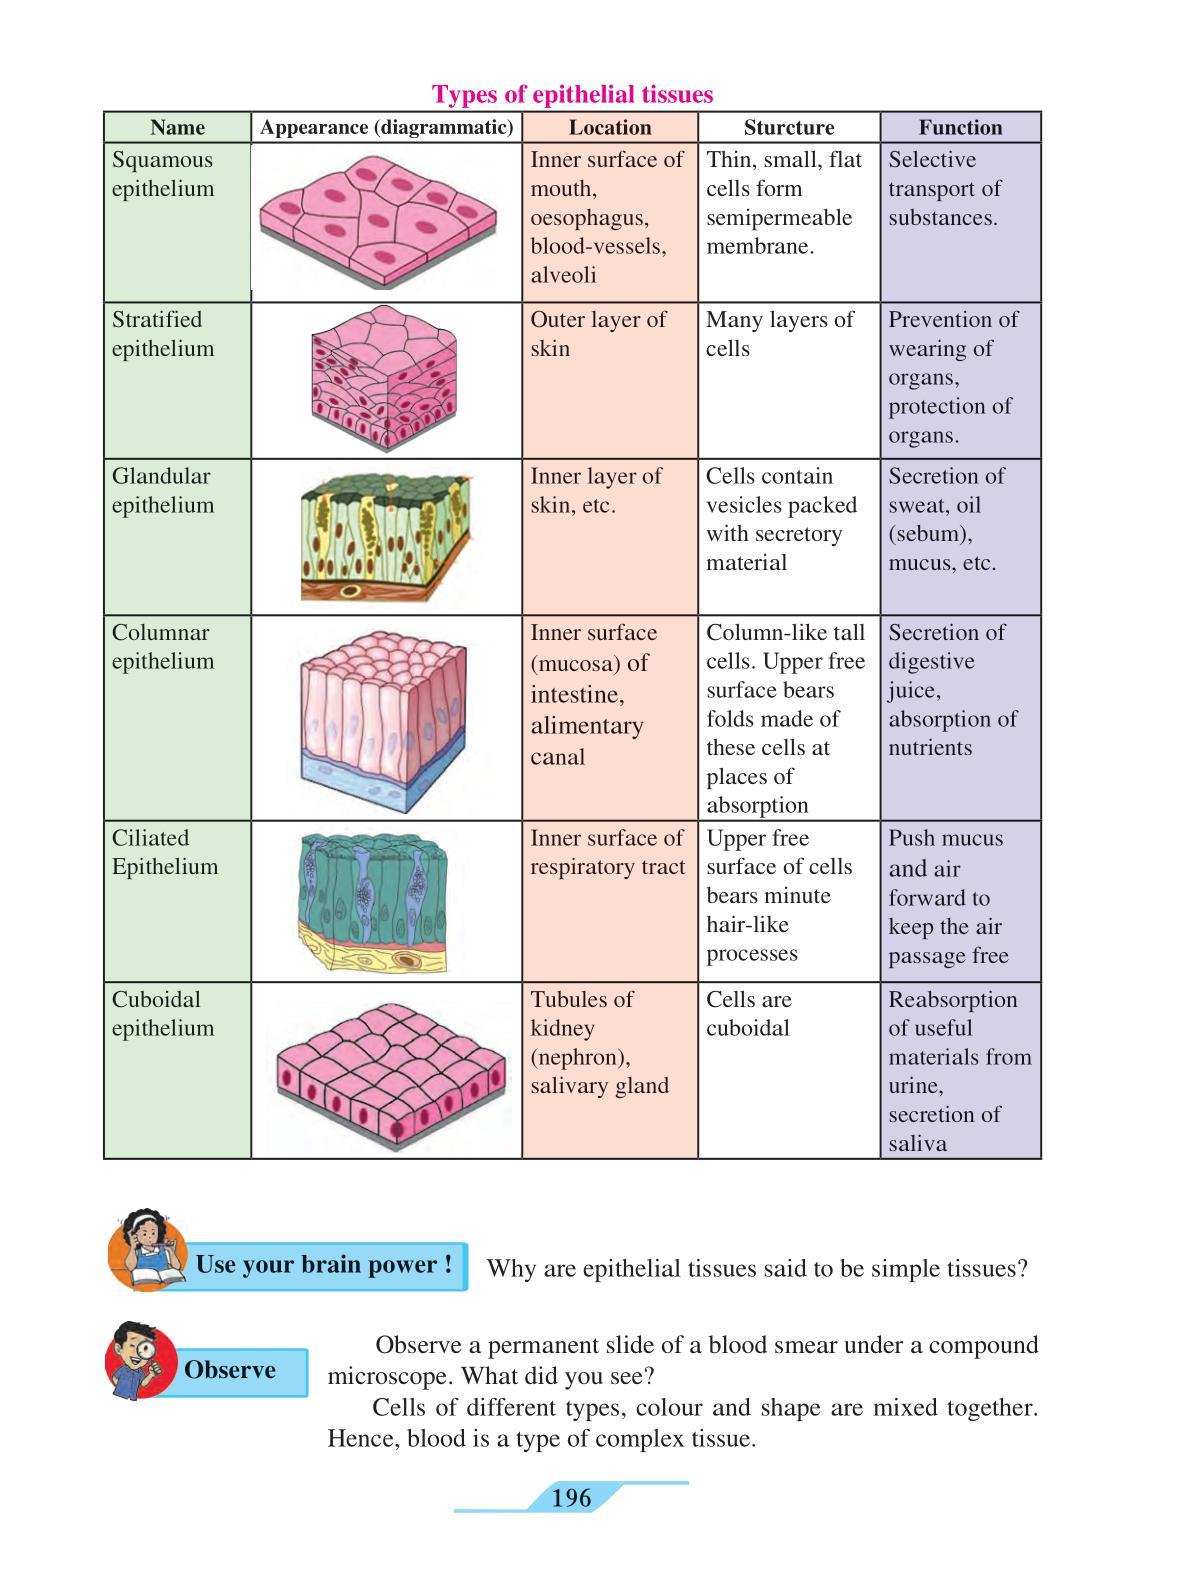 Types of epithelial tissues
Name
Appearance (diagrammatic)
Location
Sturcture
Function
Squamous
epithelium
Inner surface of
mouth,
oesophagus,
blood-vessels,
alveoli
Thin, small, flat
cells form
semipermeable
membrane.
Selective
transport of
substances.
Stratified
epithelium
Outer layer of
skin
Many layers of
cells
Prevention of
wearing of
organs,
protection of
organs.
Glandular
epithelium
Inner layer of
skin, etc.
Cells contain
vesicles packed
with secretory
material
Secretion of
sweat, oil
(sebum),
mucus, etc.
Columnar
epithelium
Inner surface
(mucosa) of
intestine,
alimentary
canal
Column-like tall
cells. Upper free
surface bears
folds made of
these cells at
places of
absorption
Secretion of
digestive
juice,
absorption of
nutrients
Ciliated
Epithelium
Inner surface of
respiratory tract
Upper free
surface of cells
bears minute
hair-like
processes
Push mucus
and air
forward to
keep the air
passage free
Cuboidal
epithelium
Tubules of
kidney
(nephron),
salivary gland
Cells are
cuboidal
Reabsorption
of useful
materials from
urine,
secretion of
saliva
Use your brain power !
Why are epithelial tissues said to be simple tissues?
Observe
Observe a permanent slide of a blood smear under a compound
microscope. What did you see?
Cells of different types, colour and shape are mixed together.
Hence, blood is a type of complex tissue.
196